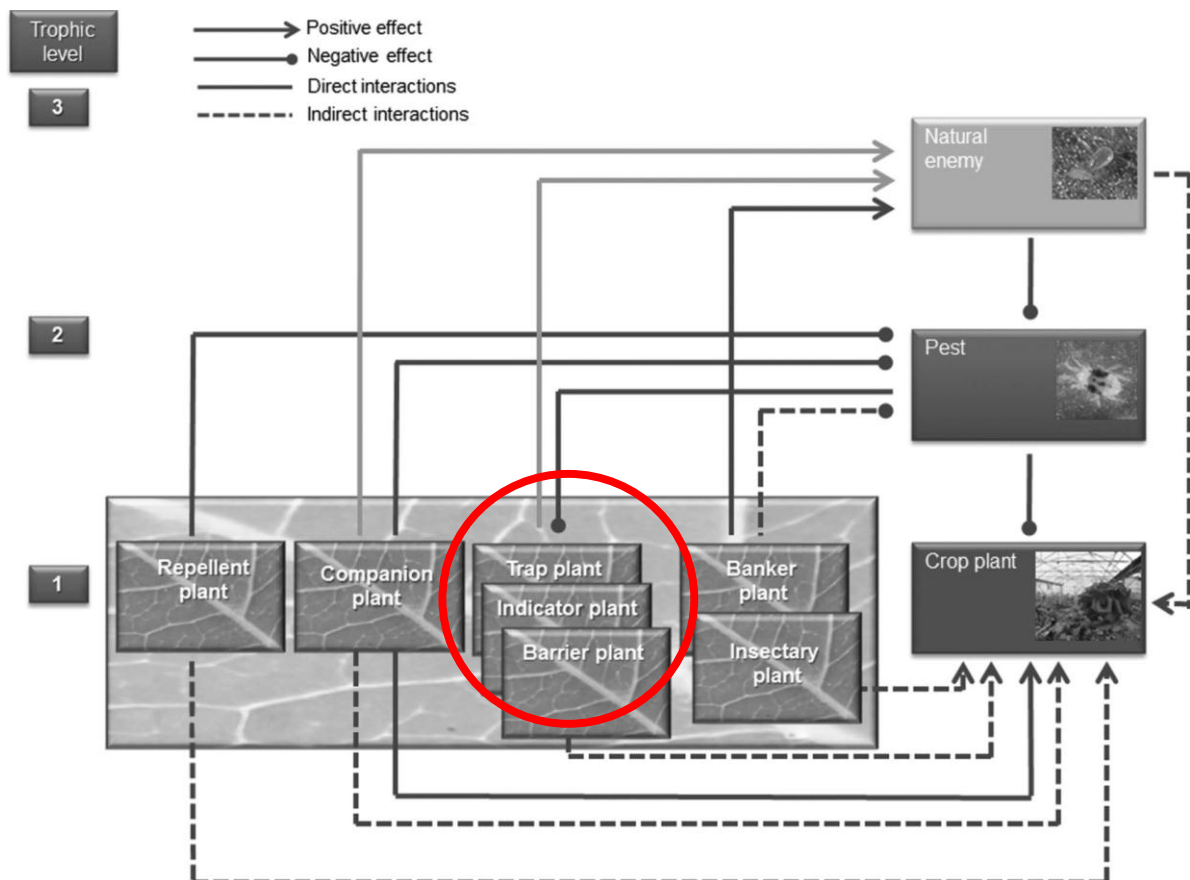 Trophic
level
Positive effect
Negative effect
Direct interactions
Indirect interactions
3
Natural
enemy
2
Pest
1
Repellent
plant
Companion
plant
Trap plant
Indicator plant
Barrier plant
Banker
plant
Insectary
plant
Crop plant